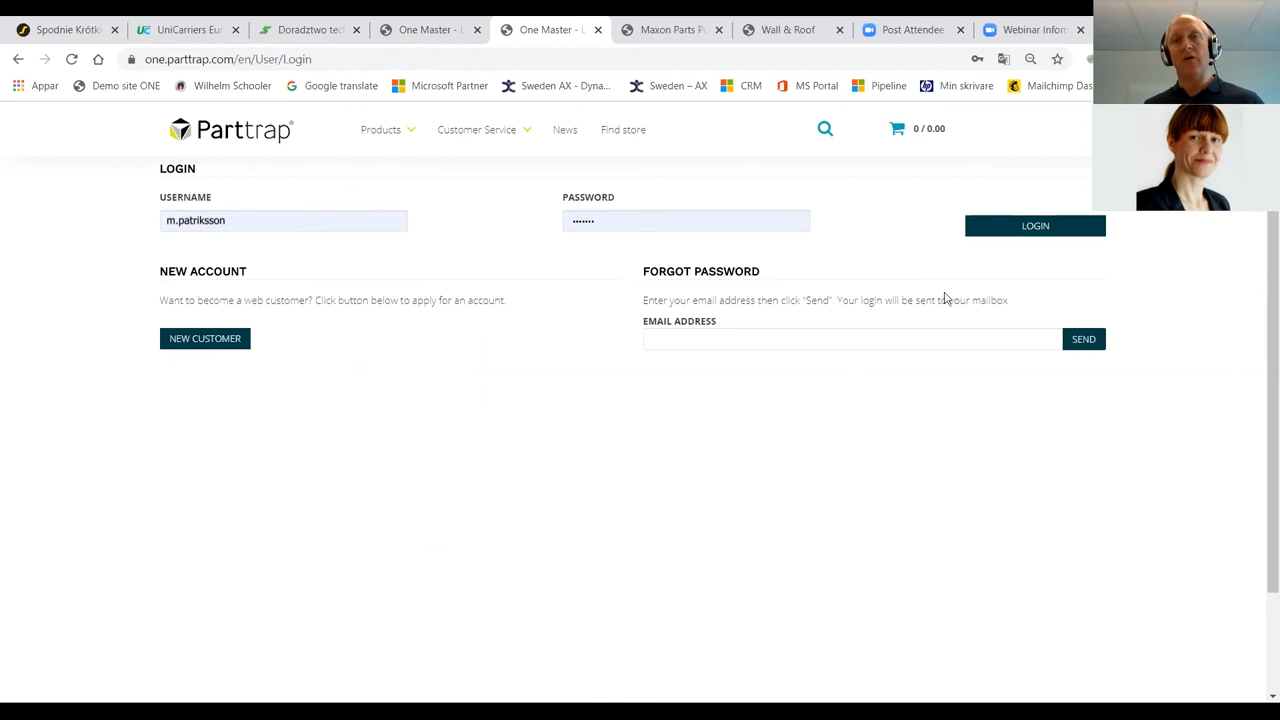 Spodnie Krótki
UniCarriers Eur
Doradztwo tech
One Master - L
One Master - L
Maxon Parts Po
Wall & Roof
Post Attendee
Webinar Inform
one.parttrap.com/en/User/Login
Appar
Demo site ONE
Wilhelm Schooler
Google translate
Microsoft Partner
Sweden AX - Dyna...
Sweden – AX
CRM
MS Portal
Pipeline
Min skrivare
Mailchimp Das
Parttrap®
Products
Customer Service
News
Find store
0 / 0.00
LOGIN
USERNAME
PASSWORD
m.patriksson
•••••••
LOGIN
NEW ACCOUNT
FORGOT PASSWORD
Want to become a web customer? Click button below to apply for an account.
Enter your email address then click "Send". Your login will be sent to your mailbox
EMAIL ADDRESS
NEW CUSTOMER
SEND